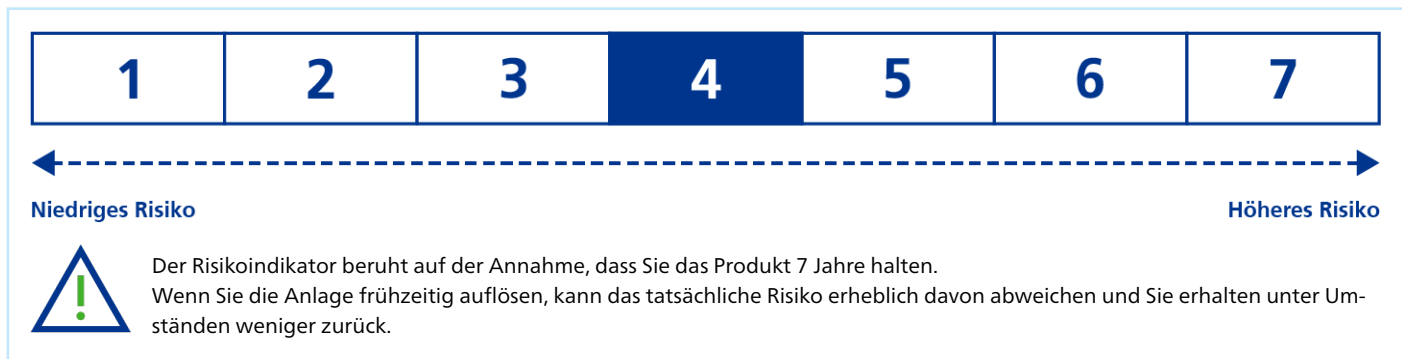 1 2 3 4 5 6 7
Niedriges Risiko Höheres Risiko
Der Risikoindikator beruht auf der Annahme, dass Sie das Produkt 7 Jahre halten.
Wenn Sie die Anlage frühzeitig auflösen, kann das tatsächliche Risiko erheblich davon abweichen und Sie erhalten unter Um-
ständen weniger zurück.